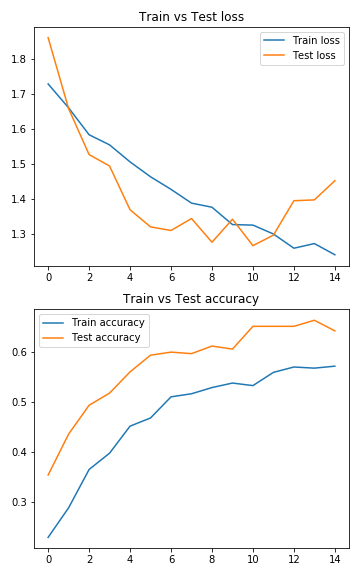 Train vs Test loss
Train loss
Test loss
1.8
1.7
1.6
1.5
1.4
1.3
0 2 4 6 8 10 12 14
Train vs Test accuracy
Train accuracy
Test accuracy
0.6
0.5
0.4
0.3
0 2 4 6 8 10 12 14